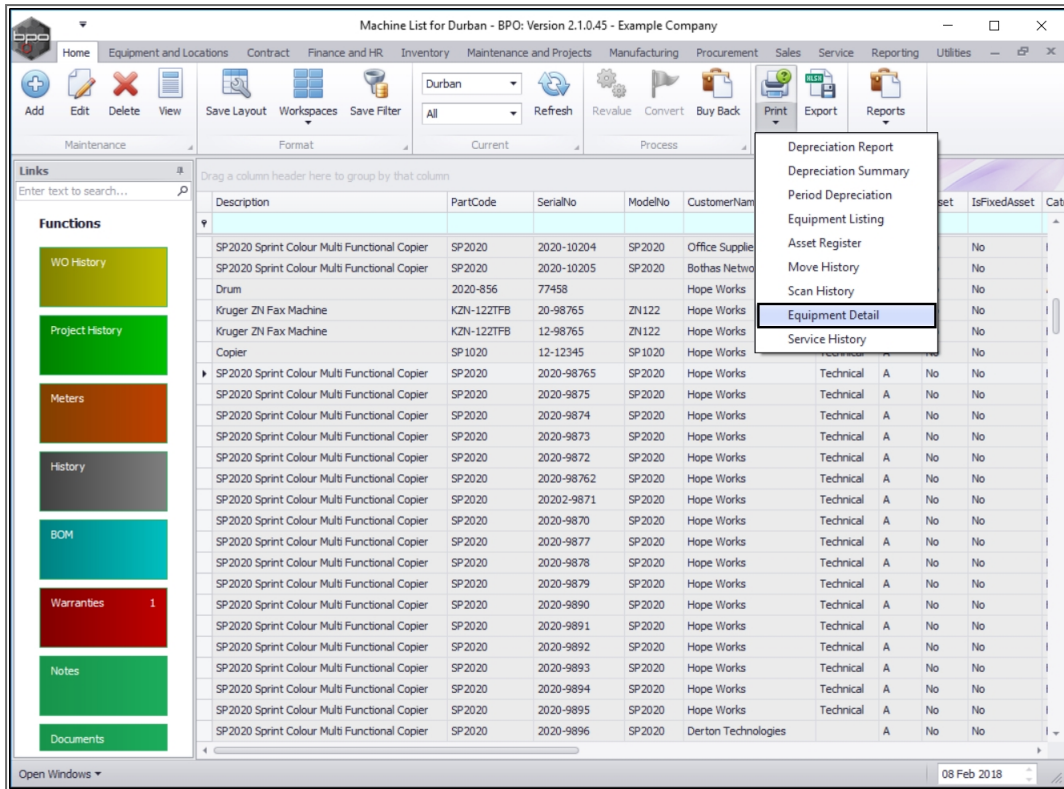 bpo
Machine List for Durban - BPO: Version 2.1.0.45 - Example Company
Home Equipment and Locations Contract Finance and HR Inventory Maintenance and Projects Manufacturing Procurement Sales Service Reporting Utilities
Add Edit Delete View Save Layout Workspaces Save Filter Durban All Refresh Revalue Convert Buy Back Print Export Reports
Maintenance Format Current Process
Depreciation Report
Depreciation Summary
Period Depreciation
Equipment Listing
Asset Register
Move History
Scan History
Equipment Detail
Service History
Links
Enter text to search...
Functions
WO History
Project History
Meters
History
BOM
Warranties 1
Notes
Documents
Drag a column header here to group by that column
Description PartCode SerialNo ModelNo CustomerNam set IsFixedAsset Cat
SP2020 Sprint Colour Multi Functional Copier SP2020 2020-10204 SP2020 Office Supplie No
SP2020 Sprint Colour Multi Functional Copier SP2020 2020-10205 SP2020 Bothas Netwo No
Drum 2020-856 77458 Hope Works No
Kruger ZN Fax Machine KZN-122TFB 20-98765 ZN122 Hope Works No
Kruger ZN Fax Machine KZN-122TFB 12-98765 ZN122 Hope Works No
Copier SP1020 12-12345 SP1020 Hope Works Technical A No No
SP2020 Sprint Colour Multi Functional Copier SP2020 2020-98765 SP2020 Hope Works Technical A No No
SP2020 Sprint Colour Multi Functional Copier SP2020 2020-9875 SP2020 Hope Works Technical A No No
SP2020 Sprint Colour Multi Functional Copier SP2020 2020-9874 SP2020 Hope Works Technical A No No
SP2020 Sprint Colour Multi Functional Copier SP2020 2020-9873 SP2020 Hope Works Technical A No No
SP2020 Sprint Colour Multi Functional Copier SP2020 2020-9872 SP2020 Hope Works Technical A No No
SP2020 Sprint Colour Multi Functional Copier SP2020 2020-98762 SP2020 Hope Works Technical A No No
SP2020 Sprint Colour Multi Functional Copier SP2020 20202-9871 SP2020 Hope Works Technical A No No
SP2020 Sprint Colour Multi Functional Copier SP2020 2020-9870 SP2020 Hope Works Technical A No No
SP2020 Sprint Colour Multi Functional Copier SP2020 2020-9877 SP2020 Hope Works Technical A No No
SP2020 Sprint Colour Multi Functional Copier SP2020 2020-9878 SP2020 Hope Works Technical A No No
SP2020 Sprint Colour Multi Functional Copier SP2020 2020-9879 SP2020 Hope Works Technical A No No
SP2020 Sprint Colour Multi Functional Copier SP2020 2020-9890 SP2020 Hope Works Technical A No No
SP2020 Sprint Colour Multi Functional Copier SP2020 2020-9891 SP2020 Hope Works Technical A No No
SP2020 Sprint Colour Multi Functional Copier SP2020 2020-9892 SP2020 Hope Works Technical A No No
SP2020 Sprint Colour Multi Functional Copier SP2020 2020-9893 SP2020 Hope Works Technical A No No
SP2020 Sprint Colour Multi Functional Copier SP2020 2020-9894 SP2020 Hope Works Technical A No No
SP2020 Sprint Colour Multi Functional Copier SP2020 2020-9895 SP2020 Hope Works Technical A No No
SP2020 Sprint Colour Multi Functional Copier SP2020 2020-9896 SP2020 Derton Technologies A No No
Open Windows 08 Feb 2018